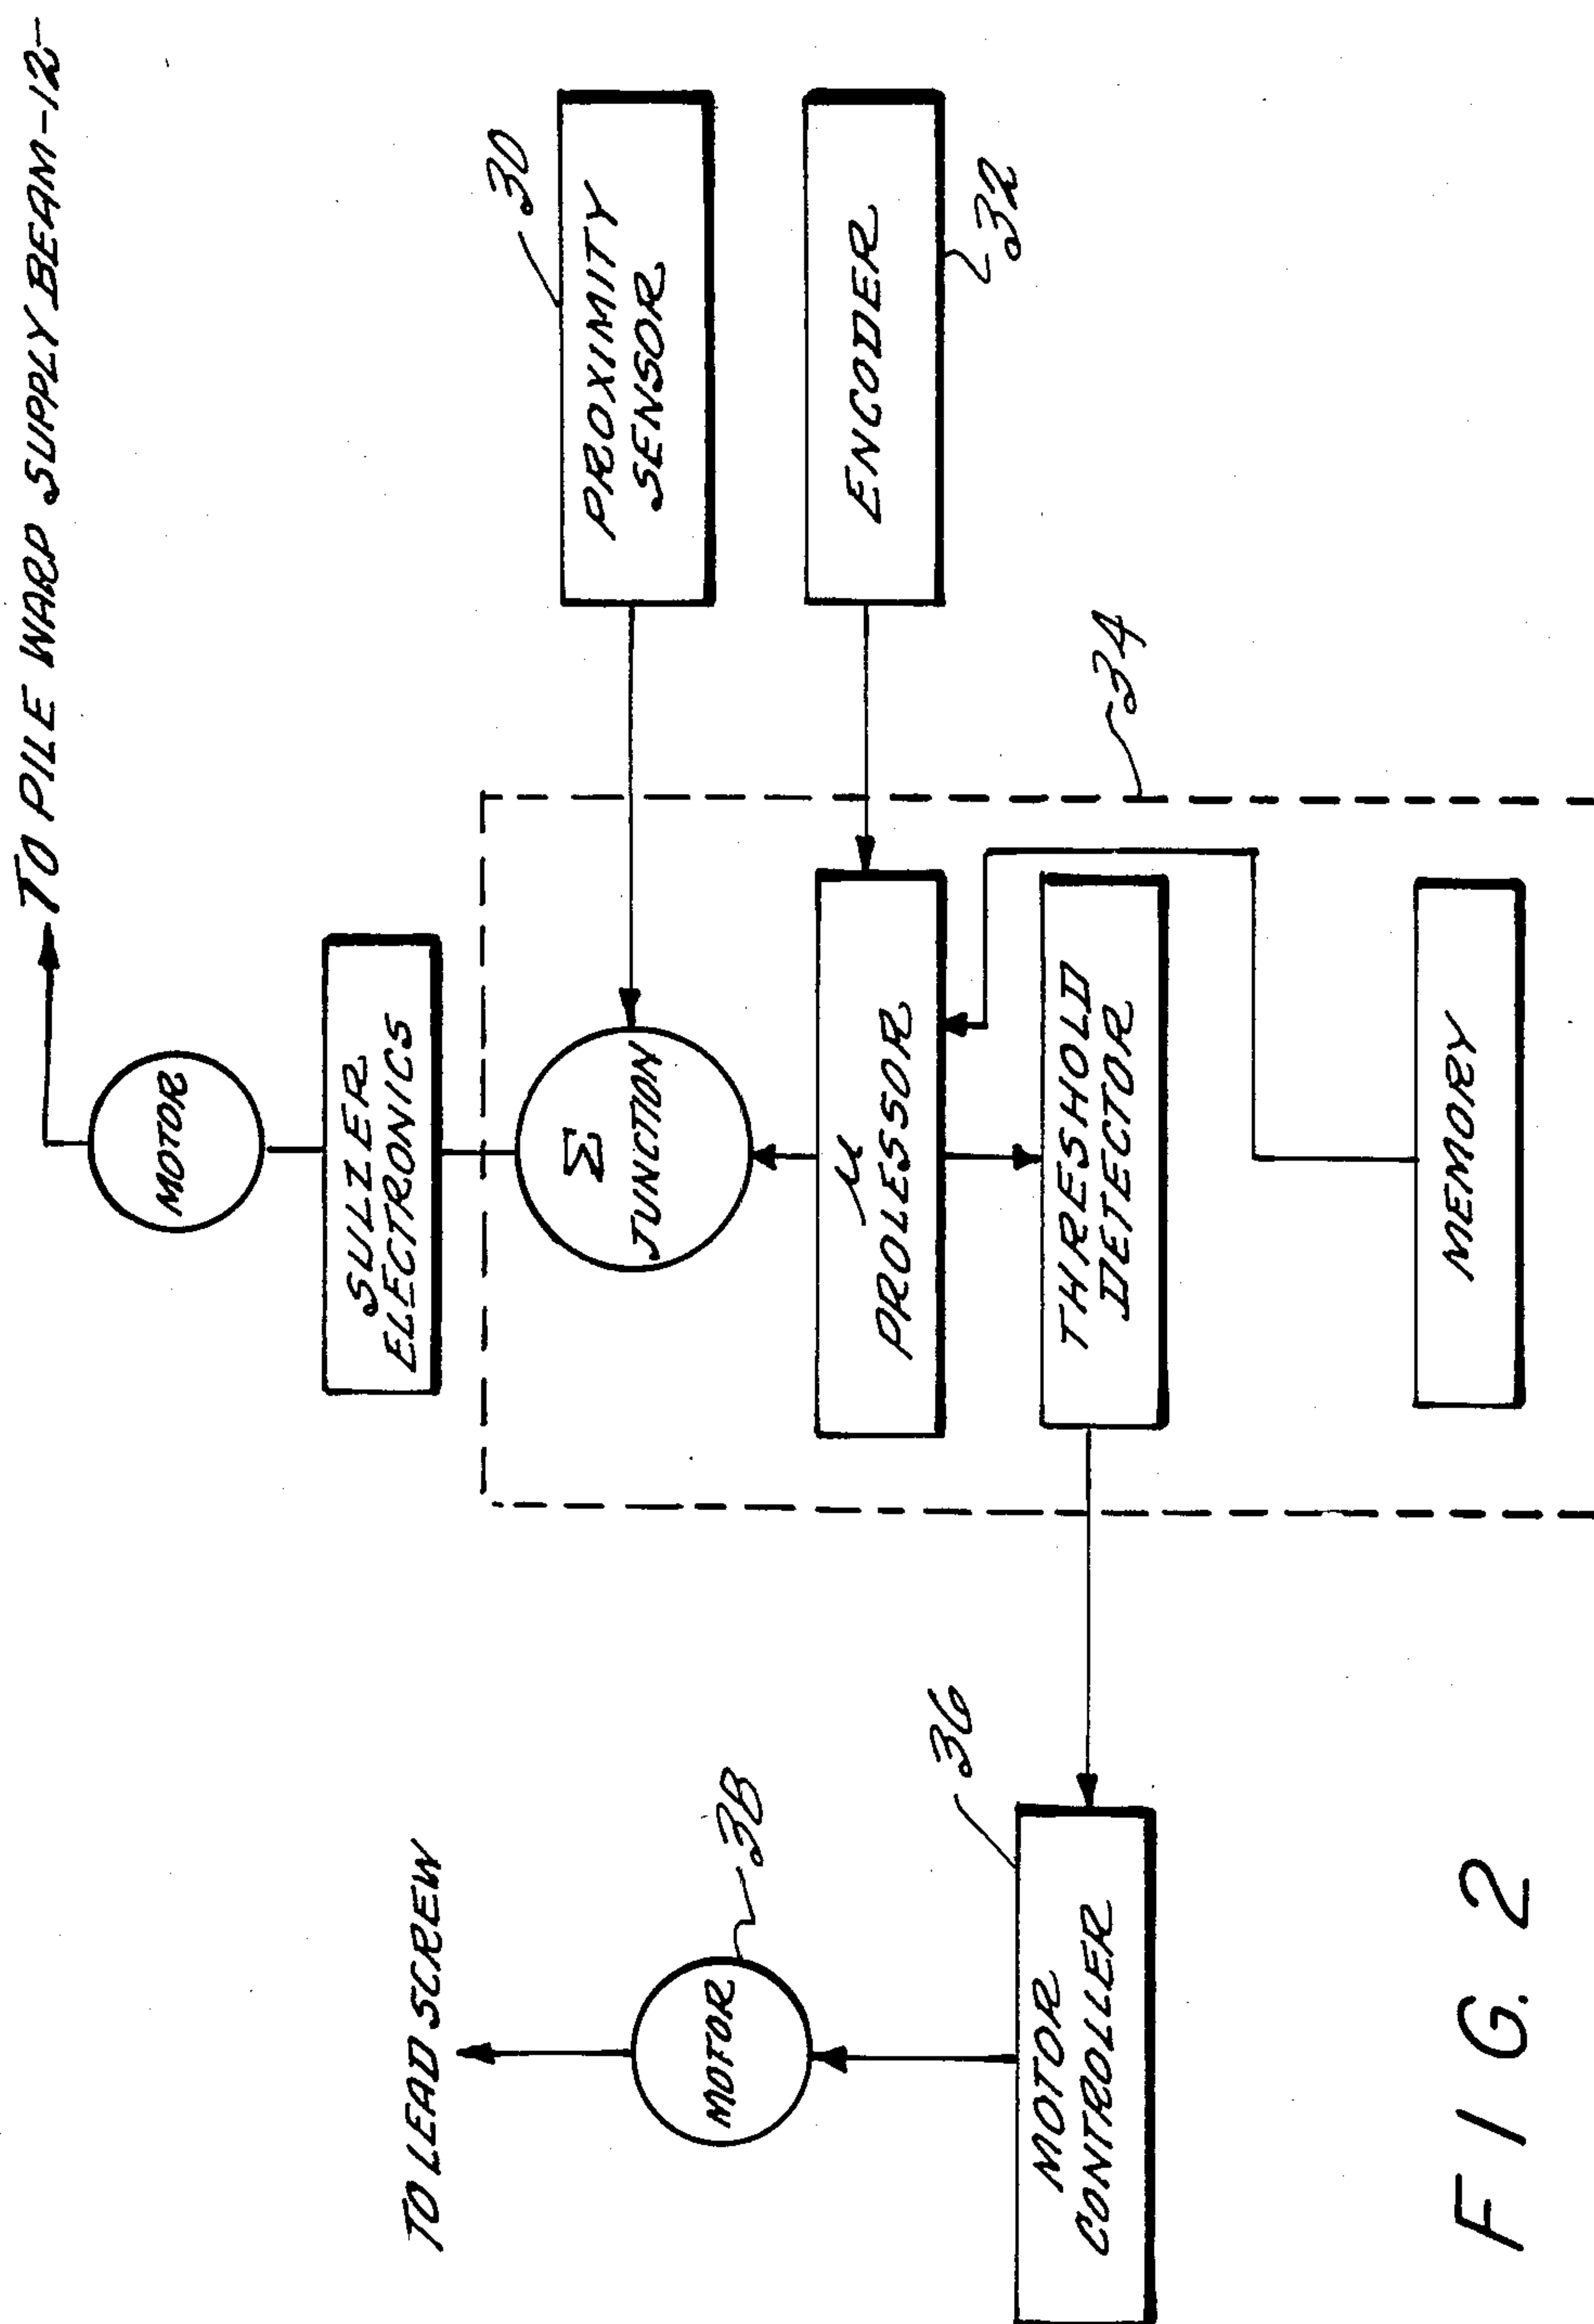 TO PILE WARP SUPPLY BEAM-12
MOTOR
SULZER
ELECTRONICS
30
PROXIMITY
SENSOR
Σ
JUNCTION
ENCODER
32
34
μ
PROLESSOR
THRESHOLD
DETECTOR
MEMORY
TO LEAD SCREW
MOTOR
38
36
MOTOR
CONTROLLER
FIG. 2